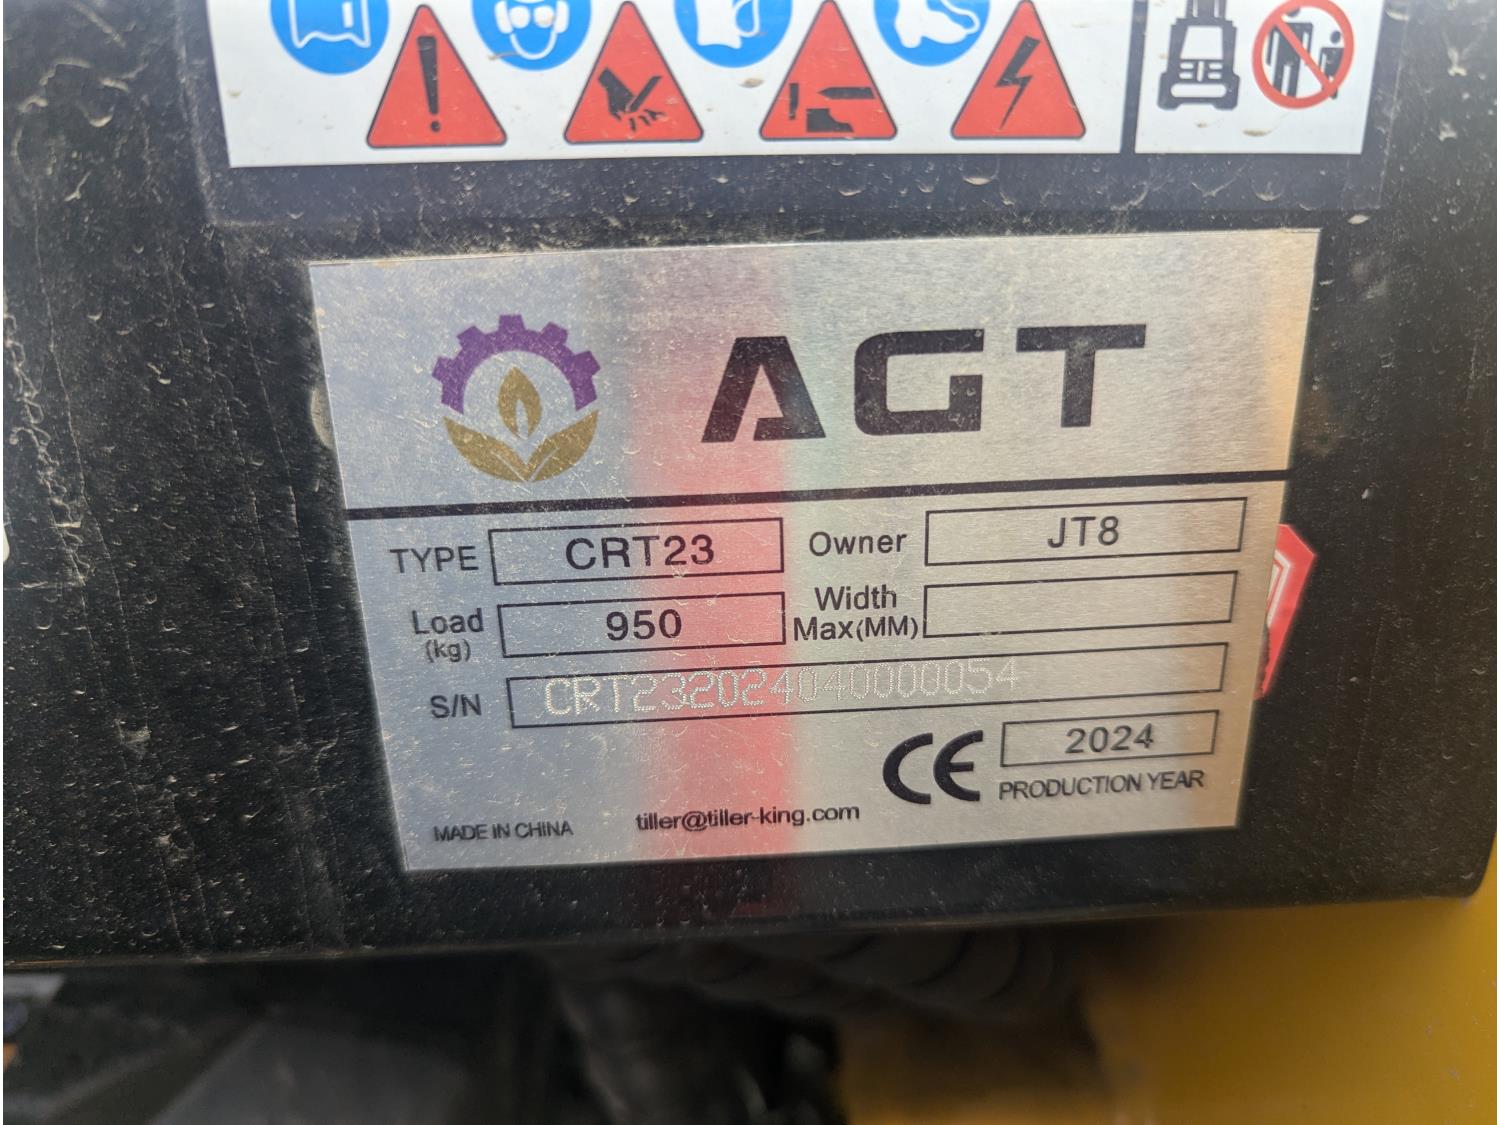 AGT
TYPE CRT23 Owner JT8
Load (kg) 950 Width Max(MM)
S/N CRT232024040000054
CE 2024
PRODUCTION YEAR
MADE IN CHINA tiller@tiller-king.com